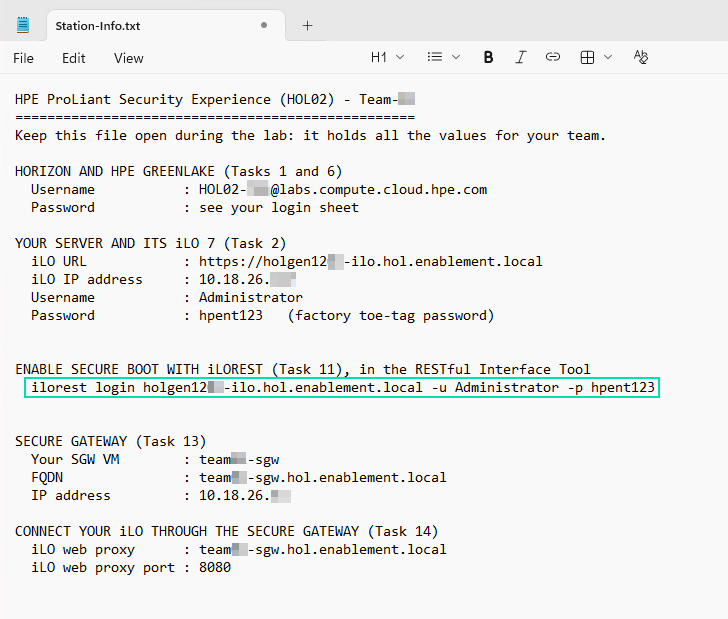 Station-Info.txt
File Edit View H1 B I
HPE ProLiant Security Experience (HOL02) - Team-
==================================================
Keep this file open during the lab: it holds all the values for your team.
HORIZON AND HPE GREENLAKE (Tasks 1 and 6)
Username : HOL02- @labs.compute.cloud.hpe.com
Password : see your login sheet
YOUR SERVER AND ITS iLO 7 (Task 2)
iLO URL : https://holgen12 -ilo.hol.enablement.local
iLO IP address : 10.18.26.
Username : Administrator
Password : hpent123 (factory toe-tag password)
ENABLE SECURE BOOT WITH iLOREST (Task 11), in the RESTful Interface Tool
ilorest login holgen12 -ilo.hol.enablement.local -u Administrator -p hpent123
SECURE GATEWAY (Task 13)
Your SGW VM : team -sgw
FQDN : team -sgw.hol.enablement.local
IP address : 10.18.26.
CONNECT YOUR iLO THROUGH THE SECURE GATEWAY (Task 14)
iLO web proxy : team -sgw.hol.enablement.local
iLO web proxy port : 8080